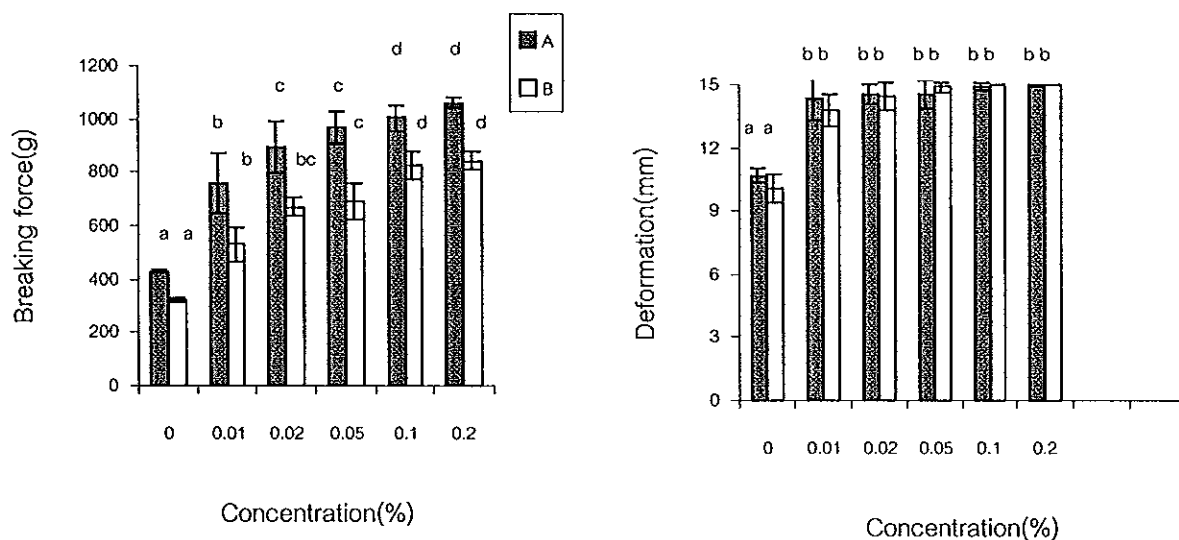 A
B
d d
1200
c c
1000
b d d
800
b bc c
600
a a
400
200
0
Breaking force(g)
0 0.01 0.02 0.05 0.1 0.2
Concentration(%)
b b b b b b b b b b
15
a a
12
9
6
3
0
Deformation(mm)
0 0.01 0.02 0.05 0.1 0.2
Concentration(%)